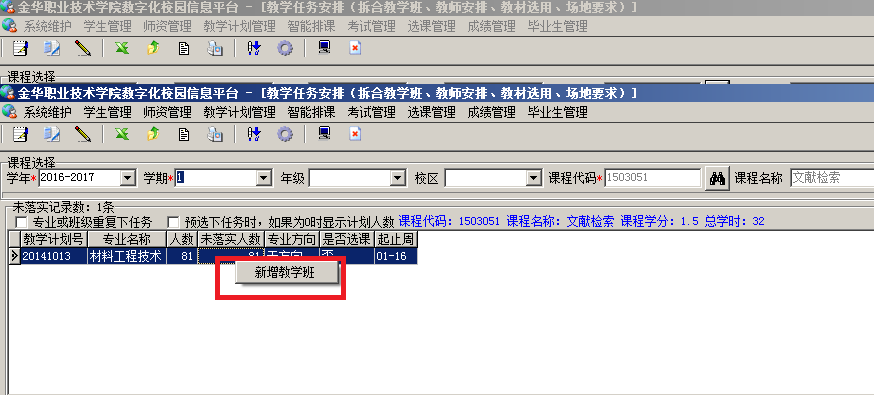 金华职业技术学院数字化校园信息平台 - [教学任务安排（拆合教学班、教师安排、教材选用、场地要求）]
系统维护 学生管理 师资管理 教学计划管理 智能排课 考试管理 选课管理 成绩管理 毕业生管理
课程选择
金华职业技术学院数字化校园信息平台 - [教学任务安排（拆合教学班、教师安排、教材选用、场地要求）]
系统维护 学生管理 师资管理 教学计划管理 智能排课 考试管理 选课管理 成绩管理 毕业生管理
课程选择
学年* 2016-2017 学期* 1 年级 校区 课程代码* 1503051 课程名称 文献检索
未落实记录数：1条
专业或班级重复下任务 预选下任务时，如果为0时显示计划人数 课程代码：1503051 课程名称：文献检索 课程学分：1.5 总学时：32
教学计划号 专业名称 人数 未落实人数 专业方向 是否选课 起止周
20141013 材料工程技术 81 81 无方向 否 01-16
新增教学班